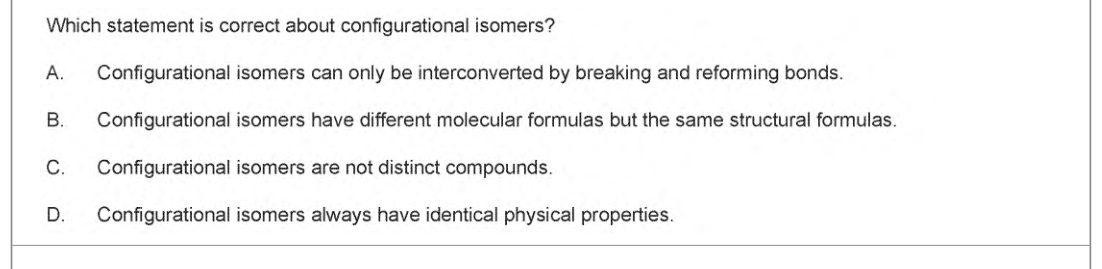 Which statement is correct about configurational isomers?
A. Configurational isomers can only be interconverted by breaking and reforming bonds.
B. Configurational isomers have different molecular formulas but the same structural formulas.
C. Configurational isomers are not distinct compounds.
D. Configurational isomers always have identical physical properties.